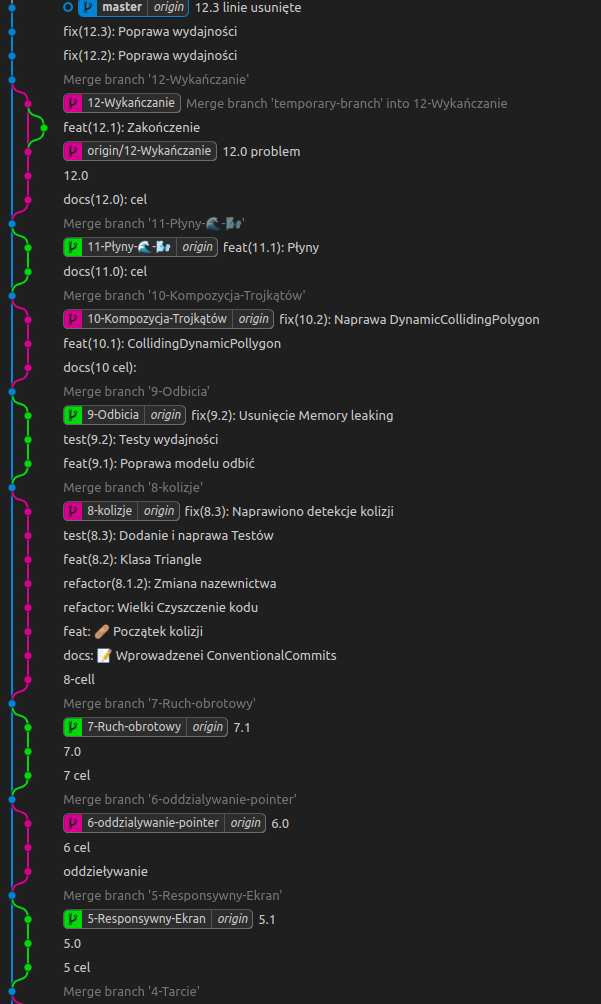 master origin 12.3 linie usunięte
fix(12.3): Poprawa wydajności
fix(12.2): Poprawa wydajności
Merge branch '12-Wykańczanie'
12-Wykańczanie Merge branch 'temporary-branch' into 12-Wykańczanie
feat(12.1): Zakończenie
origin/12-Wykańczanie 12.0 problem
12.0
docs(12.0): cel
Merge branch '11-Płyny-🌊-🌬️'
11-Płyny-🌊-🌬️ origin feat(11.1): Płyny
docs(11.0): cel
Merge branch '10-Kompozycja-Trojkątów'
10-Kompozycja-Trojkątów origin fix(10.2): Naprawa DynamicCollidingPolygon
feat(10.1): CollidingDynamicPollygon
docs(10 cel):
Merge branch '9-Odbicia'
9-Odbicia origin fix(9.2): Usunięcie Memory leaking
test(9.2): Testy wydajności
feat(9.1): Poprawa modelu odbić
Merge branch '8-kolizje'
8-kolizje origin fix(8.3): Naprawiono detekcje kolizji
test(8.3): Dodanie i naprawa Testów
feat(8.2): Klasa Triangle
refactor(8.1.2): Zmiana nazewnictwa
refactor: Wielki Czyszczenie kodu
feat: 🩹 Początek kolizji
docs: 📝 Wprowadzenei ConventionalCommits
8-cell
Merge branch '7-Ruch-obrotowy'
7-Ruch-obrotowy origin 7.1
7.0
7 cel
Merge branch '6-oddzialywanie-pointer'
6-oddzialywanie-pointer origin 6.0
6 cel
oddzieływanie
Merge branch '5-Responsywny-Ekran'
5-Responsywny-Ekran origin 5.1
5.0
5 cel
Merge branch '4-Tarcie'